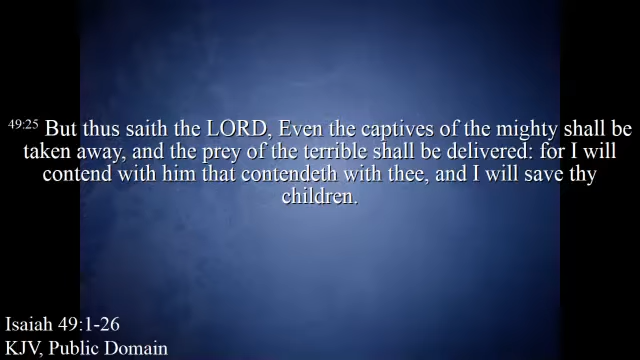 49:25 But thus saith the LORD, Even the captives of the mighty shall be
taken away, and the prey of the terrible shall be delivered: for I will
contend with him that contendeth with thee, and I will save thy
children.
Isaiah 49:1-26
KJV, Public Domain